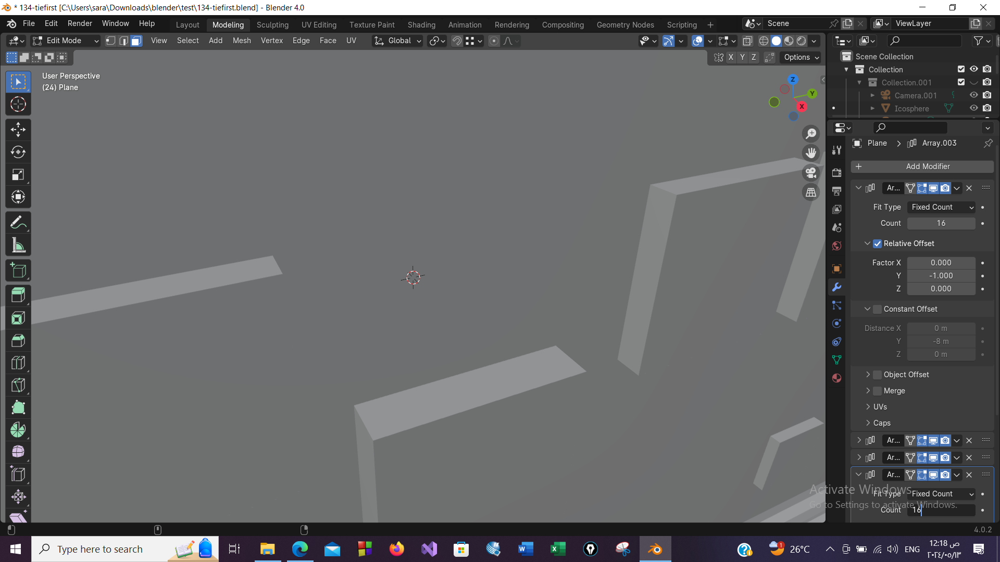 * 134-tiefirst [C:\Users\sara\Downloads\blender\test\134-tiefirst.blend] - Blender 4.0
File Edit Render Window Help Layout Modeling Sculpting UV Editing Texture Paint Shading Animation Rendering Compositing Geometry Nodes Scripting + Scene ViewLayer
Edit Mode View Select Add Mesh Vertex Edge Face UV Global
X Y Z Options
User Perspective
(24) Plane
Z
Y
X
Scene Collection
Collection
Collection.001
Camera.001
Icosphere
Plane > Array.003
+ Add Modifier
Ar...
Fit Type Fixed Count
Count 16
Relative Offset
Factor X 0.000
Y -1.000
Z 0.000
Constant Offset
Distance X 0 m
Y -8 m
Z 0 m
Object Offset
Merge
UVs
Caps
Ar...
Ar...
Ar...
Fit Type Fixed Count
Count 16
Activate Windows
Go to Settings to activate Windows.
4.0.2
Type here to search
1
26°C ENG
12:18 ص
٢٠٢٤/٠٥/١٣